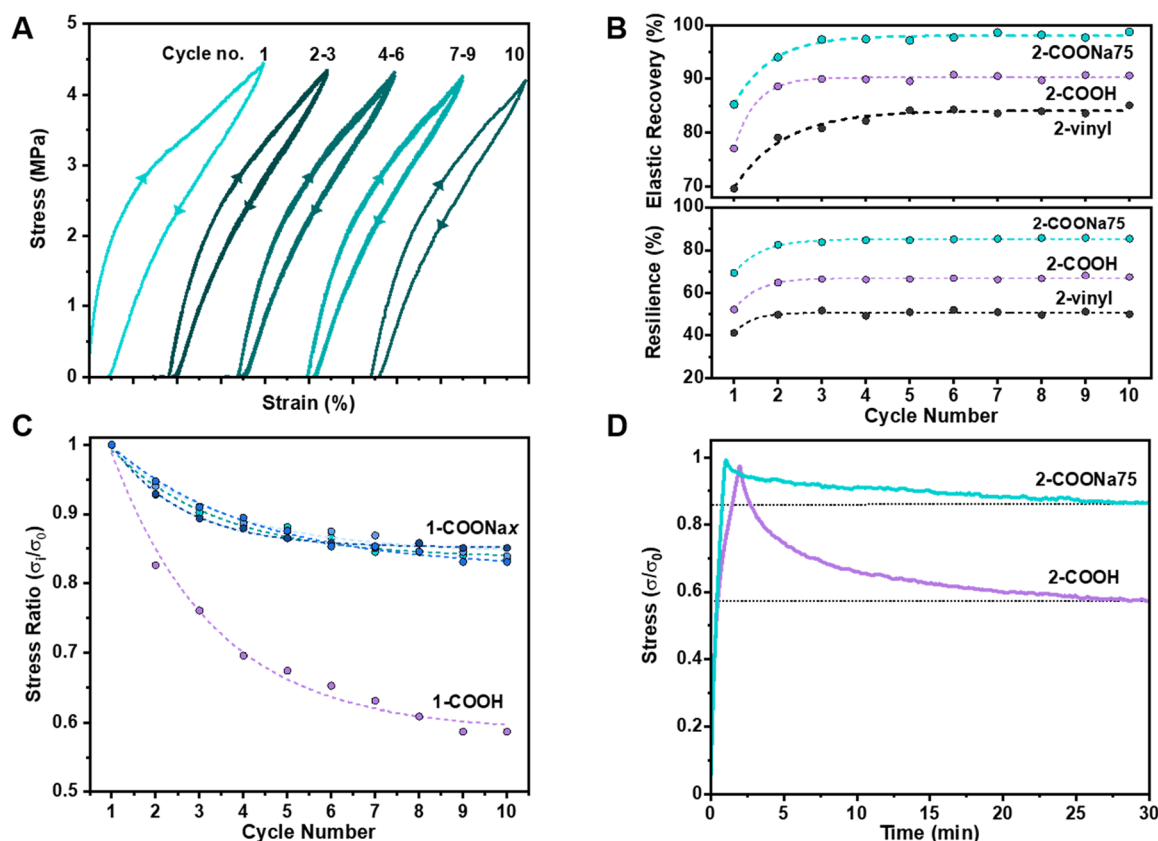 A
Cycle no. 1 2-3 4-6 7-9 10
5
4
3
2
1
0
Stress (MPa)
Strain (%)
B
100
90
80
70
Elastic Recovery (%)
2-COONa75
2-COOH
2-vinyl
100
80
60
40
20
Resilience (%)
2-COONa75
2-COOH
2-vinyl
1 2 3 4 5 6 7 8 9 10
Cycle Number
C
1
0.9
0.8
0.7
0.6
0.5
Stress Ratio (σi/σ0)
1-COONax
1-COOH
1 2 3 4 5 6 7 8 9 10
Cycle Number
D
1
0.8
0.6
0.4
0.2
0
Stress (σ/σ0)
2-COONa75
2-COOH
0 5 10 15 20 25 30
Time (min)